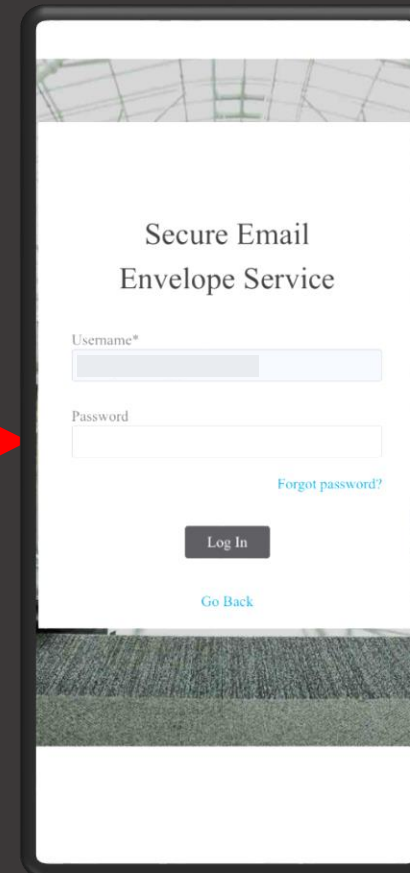 Secure Email
Envelope Service
Username*
Password
Forgot password?
Log In
Go Back